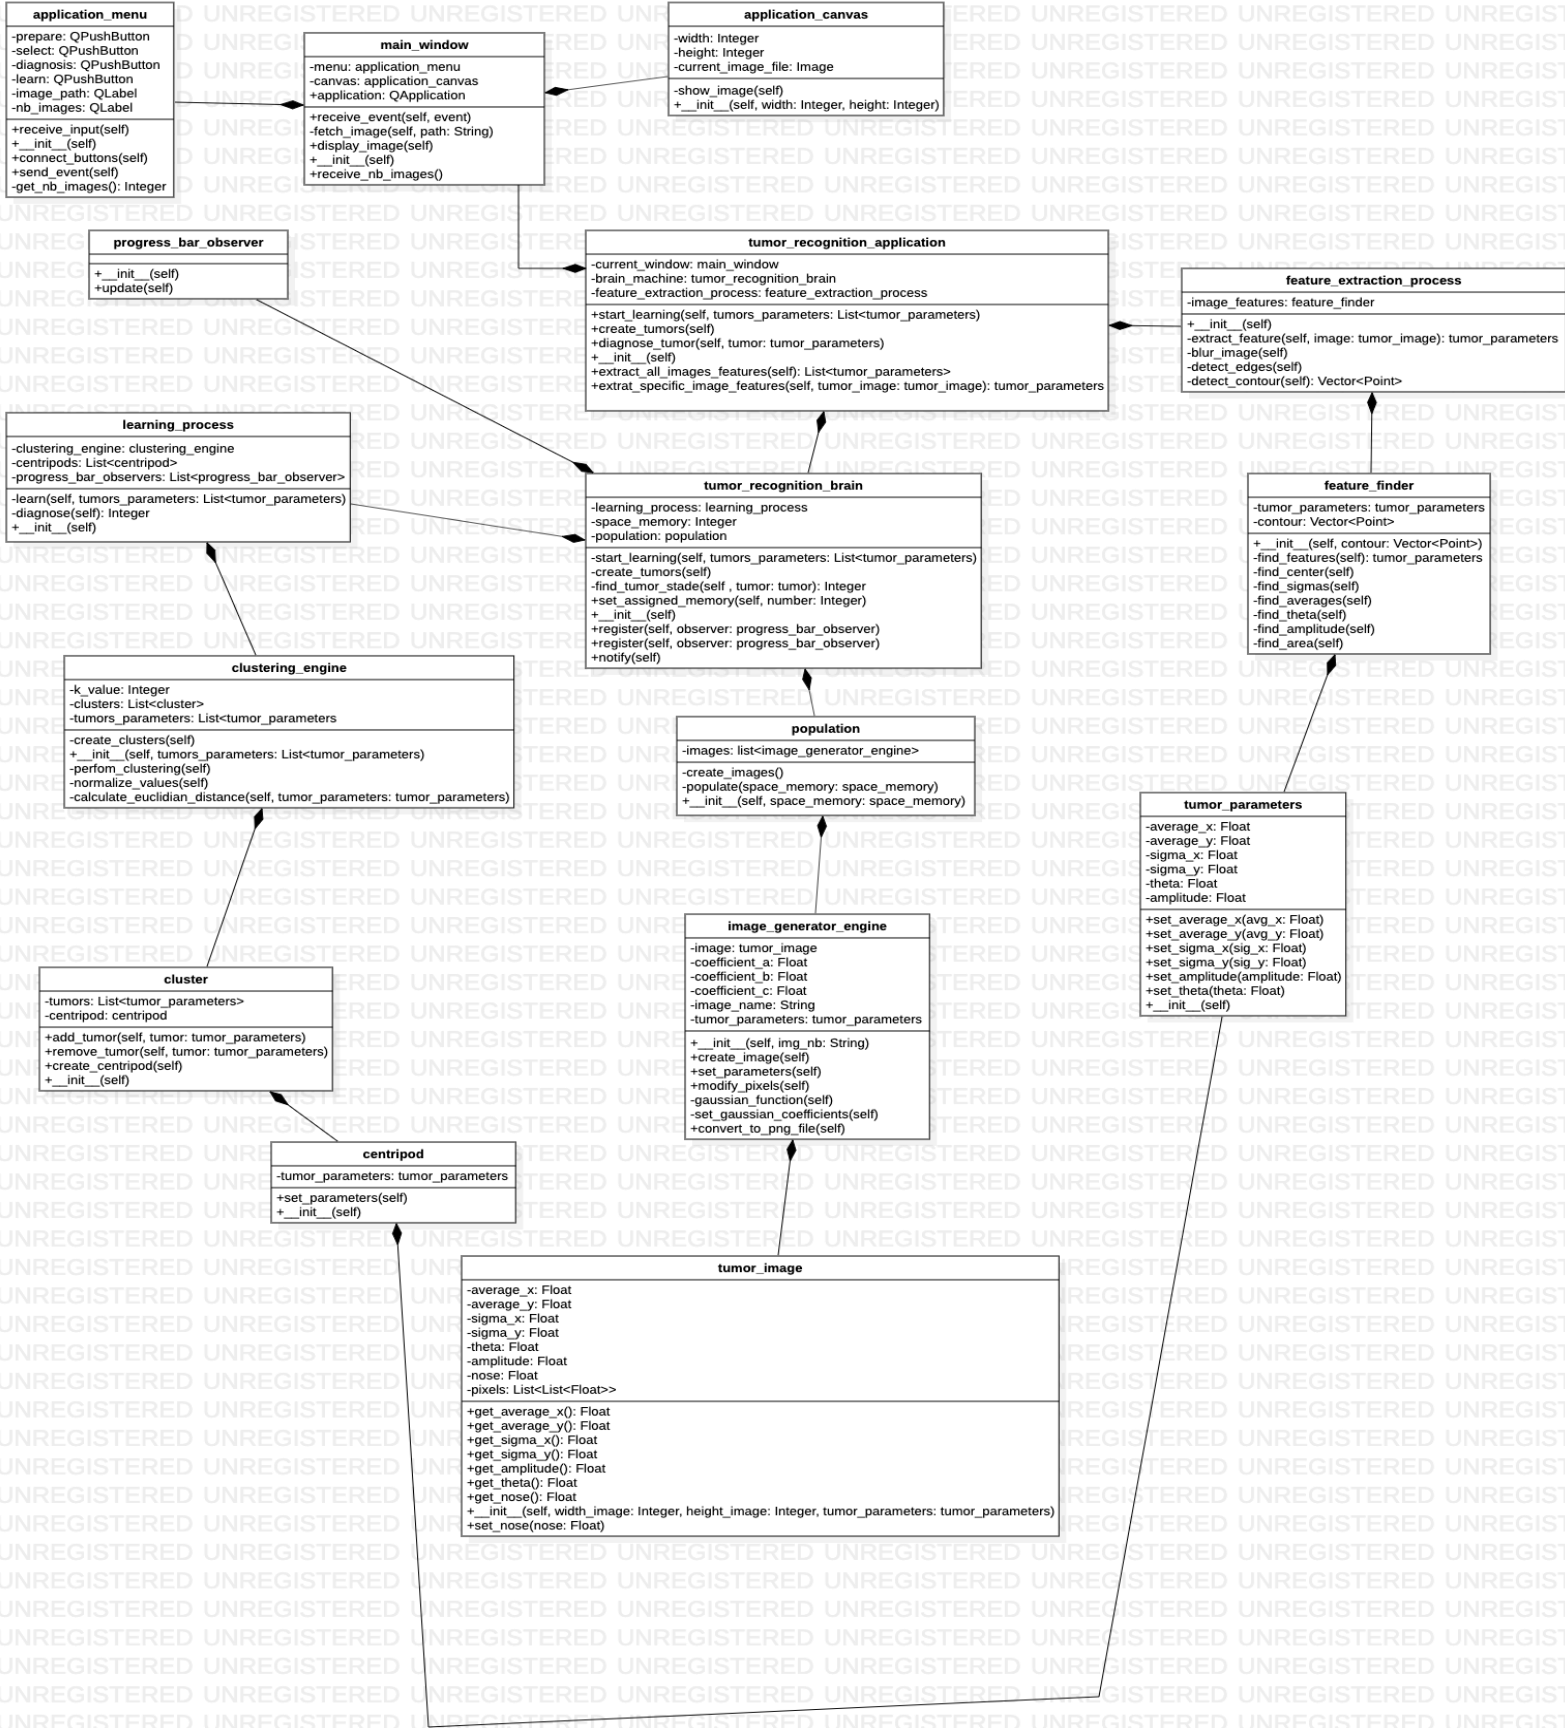 application_menu
-prepare: QPushButton
-select: QPushButton
-diagnosis: QPushButton
-learn: QPushButton
-image_path: QLabel
-nb_images: QLabel
+receive_input(self)
+__init__(self)
+connect_buttons(self)
+send_event(self)
-get_nb_images(): Integer
main_window
-menu: application_menu
-canvas: application_canvas
+application: QApplication
+receive_event(self, event)
-fetch_image(self, path: String)
+display_image(self)
+__init__(self)
+receive_nb_images()
application_canvas
-width: Integer
-height: Integer
-current_image_file: Image
-show_image(self)
+__init__(self, width: Integer, height: Integer)
progress_bar_observer
+__init__(self)
+update(self)
tumor_recognition_application
-current_window: main_window
-brain_machine: tumor_recognition_brain
-feature_extraction_process: feature_extraction_process
+start_learning(self, tumors_parameters: List<tumor_parameters)
+create_tumors(self)
+diagnose_tumor(self, tumor: tumor_parameters)
+__init__(self)
+extract_all_images_features(self): List<tumor_parameters>
+extrat_specific_image_features(self, tumor_image: tumor_image): tumor_parameters
feature_extraction_process
-image_features: feature_finder
+__init__(self)
-extract_feature(self, image: tumor_image): tumor_parameters
-blur_image(self)
-detect_edges(self)
-detect_contour(self): Vector<Point>
learning_process
-clustering_engine: clustering_engine
-centripods: List<centripod>
-progress_bar_observers: List<progress_bar_observer>
-learn(self, tumors_parameters: List<tumor_parameters)
-diagnose(self): Integer
+__init__(self)
tumor_recognition_brain
-learning_process: learning_process
-space_memory: Integer
-population: population
-start_learning(self, tumors_parameters: List<tumor_parameters)
-create_tumors(self)
-find_tumor_stade(self , tumor: tumor): Integer
+set_assigned_memory(self, number: Integer)
+__init__(self)
+register(self, observer: progress_bar_observer)
+register(self, observer: progress_bar_observer)
+notify(self)
feature_finder
-tumor_parameters: tumor_parameters
-contour: Vector<Point>
+__init__(self, contour: Vector<Point>)
-find_features(self): tumor_parameters
-find_center(self)
-find_sigmas(self)
-find_averages(self)
-find_theta(self)
-find_amplitude(self)
-find_area(self)
clustering_engine
-k_value: Integer
-clusters: List<cluster>
-tumors_parameters: List<tumor_parameters
-create_clusters(self)
+__init__(self, tumors_parameters: List<tumor_parameters)
-perfom_clustering(self)
-normalize_values(self)
-calculate_euclidian_distance(self, tumor_parameters: tumor_parameters)
population
-images: list<image_generator_engine>
-create_images()
-populate(space_memory: space_memory)
+__init__(self, space_memory: space_memory)
tumor_parameters
-average_x: Float
-average_y: Float
-sigma_x: Float
-sigma_y: Float
-theta: Float
-amplitude: Float
+set_average_x(avg_x: Float)
+set_average_y(avg_y: Float)
+set_sigma_x(sig_x: Float)
+set_sigma_y(sig_y: Float)
+set_amplitude(amplitude: Float)
+set_theta(theta: Float)
+__init__(self)
image_generator_engine
-image: tumor_image
-coefficient_a: Float
-coefficient_b: Float
-coefficient_c: Float
-image_name: String
-tumor_parameters: tumor_parameters
+__init__(self, img_nb: String)
+create_image(self)
+set_parameters(self)
+modify_pixels(self)
-gaussian_function(self)
-set_gaussian_coefficients(self)
+convert_to_png_file(self)
cluster
-tumors: List<tumor_parameters>
-centripod: centripod
+add_tumor(self, tumor: tumor_parameters)
+remove_tumor(self, tumor: tumor_parameters)
+create_centripod(self)
+__init__(self)
centripod
-tumor_parameters: tumor_parameters
+set_parameters(self)
+__init__(self)
tumor_image
-average_x: Float
-average_y: Float
-sigma_x: Float
-sigma_y: Float
-theta: Float
-amplitude: Float
-nose: Float
-pixels: List<List<Float>>
+get_average_x(): Float
+get_average_y(): Float
+get_sigma_x(): Float
+get_sigma_y(): Float
+get_amplitude(): Float
+get_theta(): Float
+get_nose(): Float
+__init__(self, width_image: Integer, height_image: Integer, tumor_parameters: tumor_parameters)
+set_nose(nose: Float)
UNREGISTERED UNREGISTERED UNREGISTERED UNREGISTERED UNREGISTERED UNREGISTERED UNREGISTERED